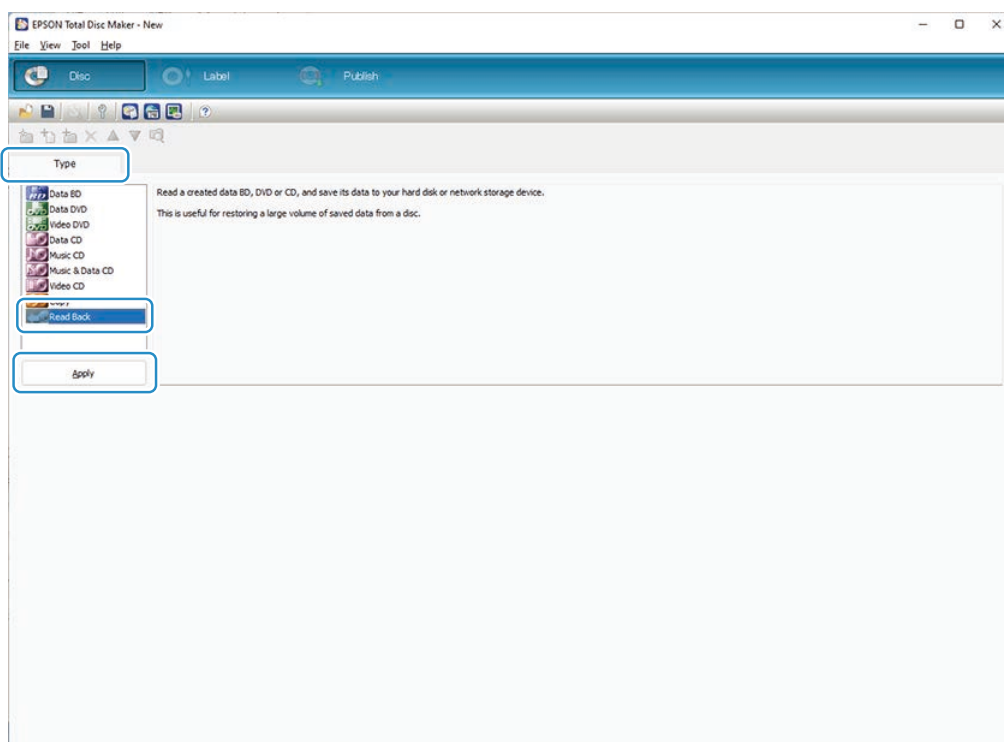 EPSON Total Disc Maker - New
File View Tool Help
Disc Label Publish
Type
Data BD
Data DVD
Video DVD
Data CD
Music CD
Music & Data CD
Video CD
Copy
Read Back
Apply
Read a created data BD, DVD or CD, and save its data to your hard disk or network storage device.
This is useful for restoring a large volume of saved data from a disc.